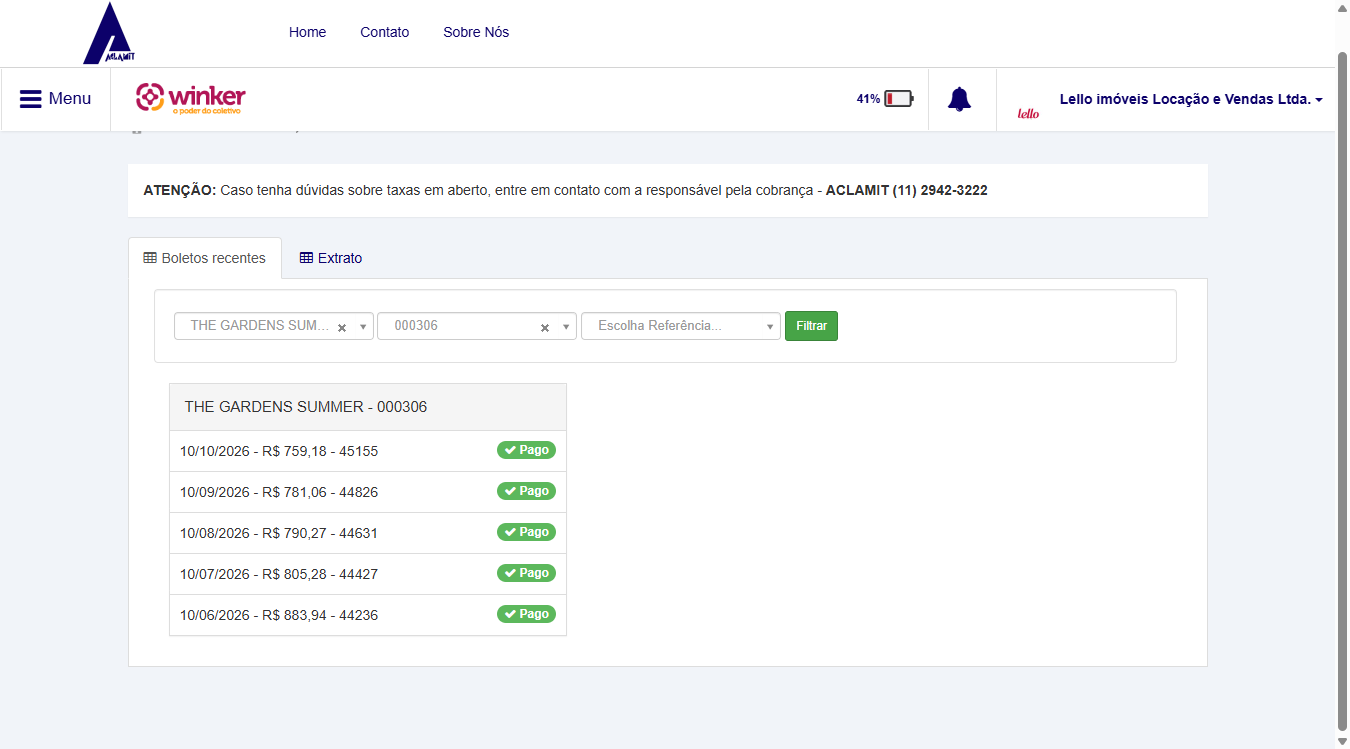 ACLAMIT
Home
Contato
Sobre Nós
Menu
winker
o poder do coletivo
41%
lello
Lello imóveis Locação e Vendas Ltda.
ATENÇÃO: Caso tenha dúvidas sobre taxas em aberto, entre em contato com a responsável pela cobrança - ACLAMIT (11) 2942-3222
Boletos recentes
Extrato
THE GARDENS SUM...
000306
Escolha Referência...
Filtrar
THE GARDENS SUMMER - 000306
10/10/2026 - R$ 759,18 - 45155 Pago
10/09/2026 - R$ 781,06 - 44826 Pago
10/08/2026 - R$ 790,27 - 44631 Pago
10/07/2026 - R$ 805,28 - 44427 Pago
10/06/2026 - R$ 883,94 - 44236 Pago